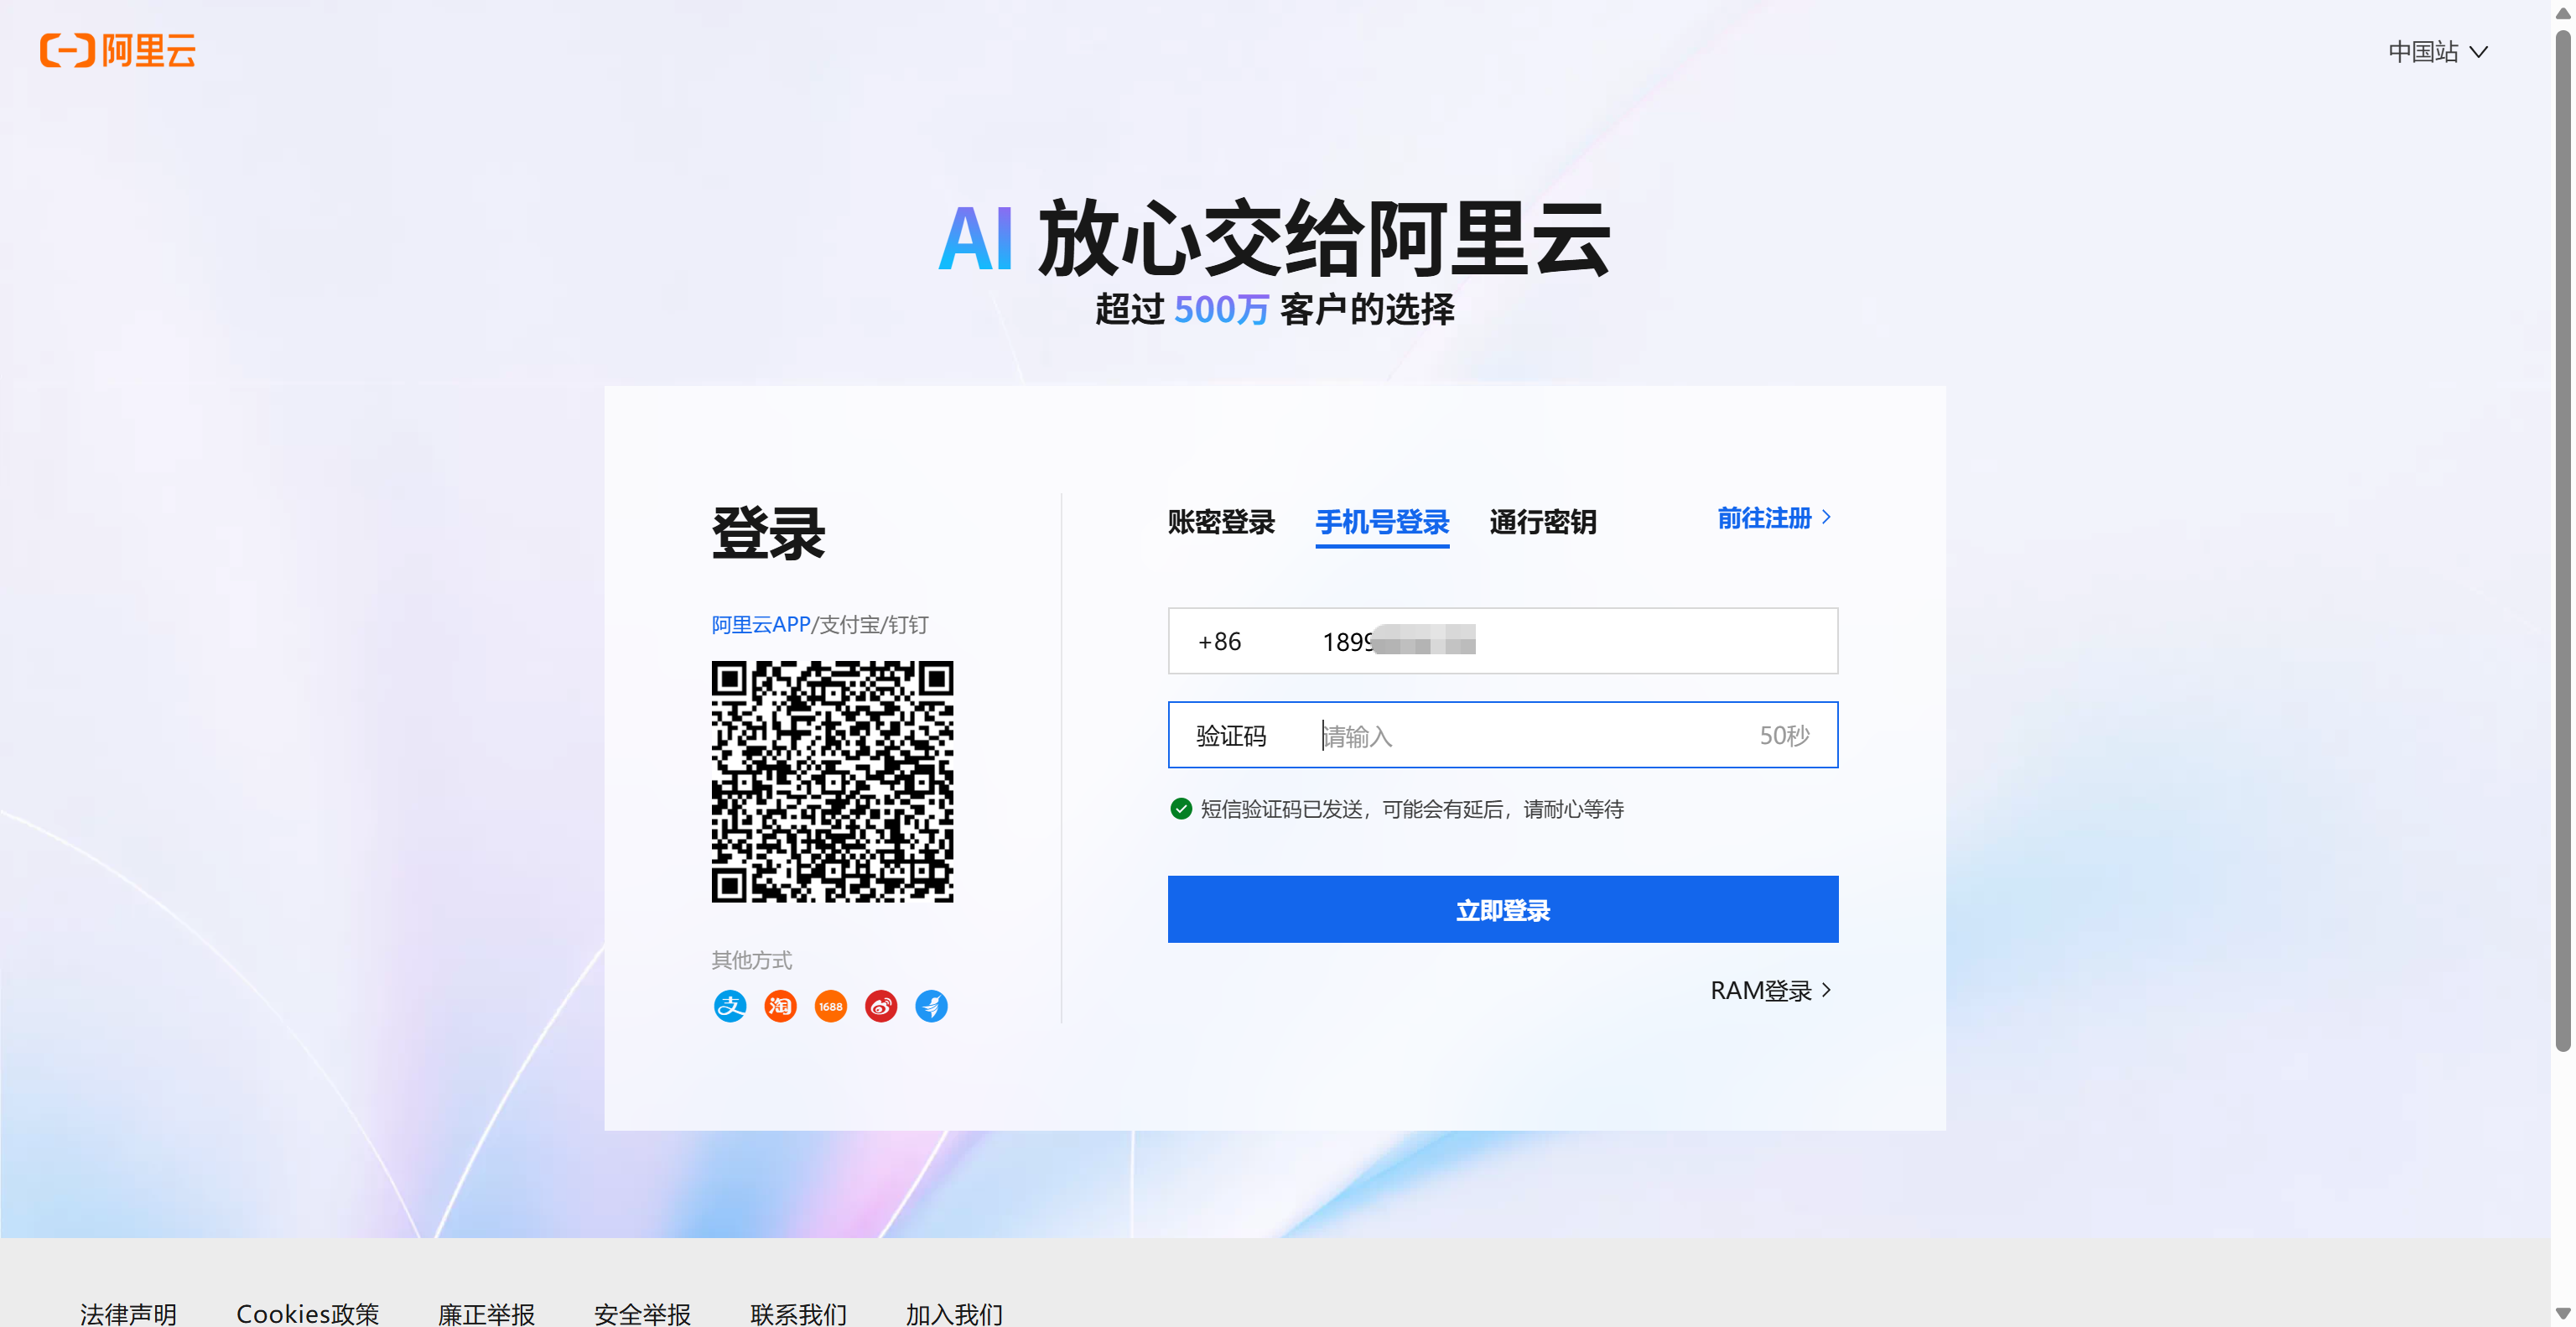 阿里云
中国站
AI 放心交给阿里云
超过 500万 客户的选择
登录
阿里云APP/支付宝/钉钉
其他方式
支
淘
1688
账密登录 手机号登录 通行密钥 前往注册
+86 1899
验证码 请输入 50秒
短信验证码已发送，可能会有延后，请耐心等待
立即登录
RAM登录
法律声明 Cookies政策 廉正举报 安全举报 联系我们 加入我们